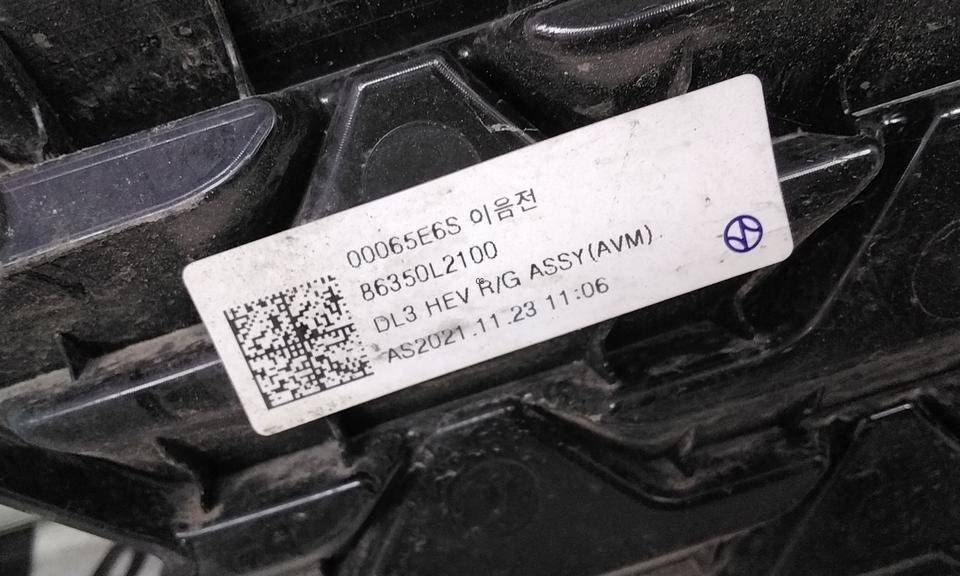 00065E6S 이음전
86350L2100
DL3 HEV R/G ASSY(AVM)
AS2021.11.23 11:06